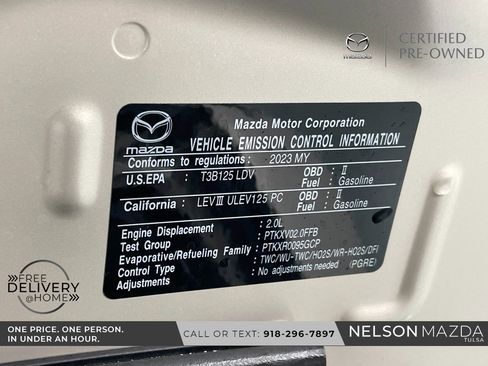 mazda
CERTIFIED
PRE-OWNED
mazda
Mazda Motor Corporation
VEHICLE EMISSION CONTROL INFORMATION
Conforms to regulations : 2023 MY
U.S.EPA : T3B125 LDV OBD : II
Fuel : Gasoline
California : LEVIII ULEV125 PC OBD : II
Fuel : Gasoline
Engine Displacement : 2.0L
Test Group : PTKXV02.0FFB
Evaporative/Refueling Family : PTKXR0095GCP
Control Type : TWC/WU-TWC/HO2S/WR-HO2S/DFI
Adjustments : No adjustments needed (PGRE)
FREE
DELIVERY
@HOME
ONE PRICE. ONE PERSON.
IN UNDER AN HOUR.
CALL OR TEXT: 918-296-7897
NELSON MAZDA
TULSA